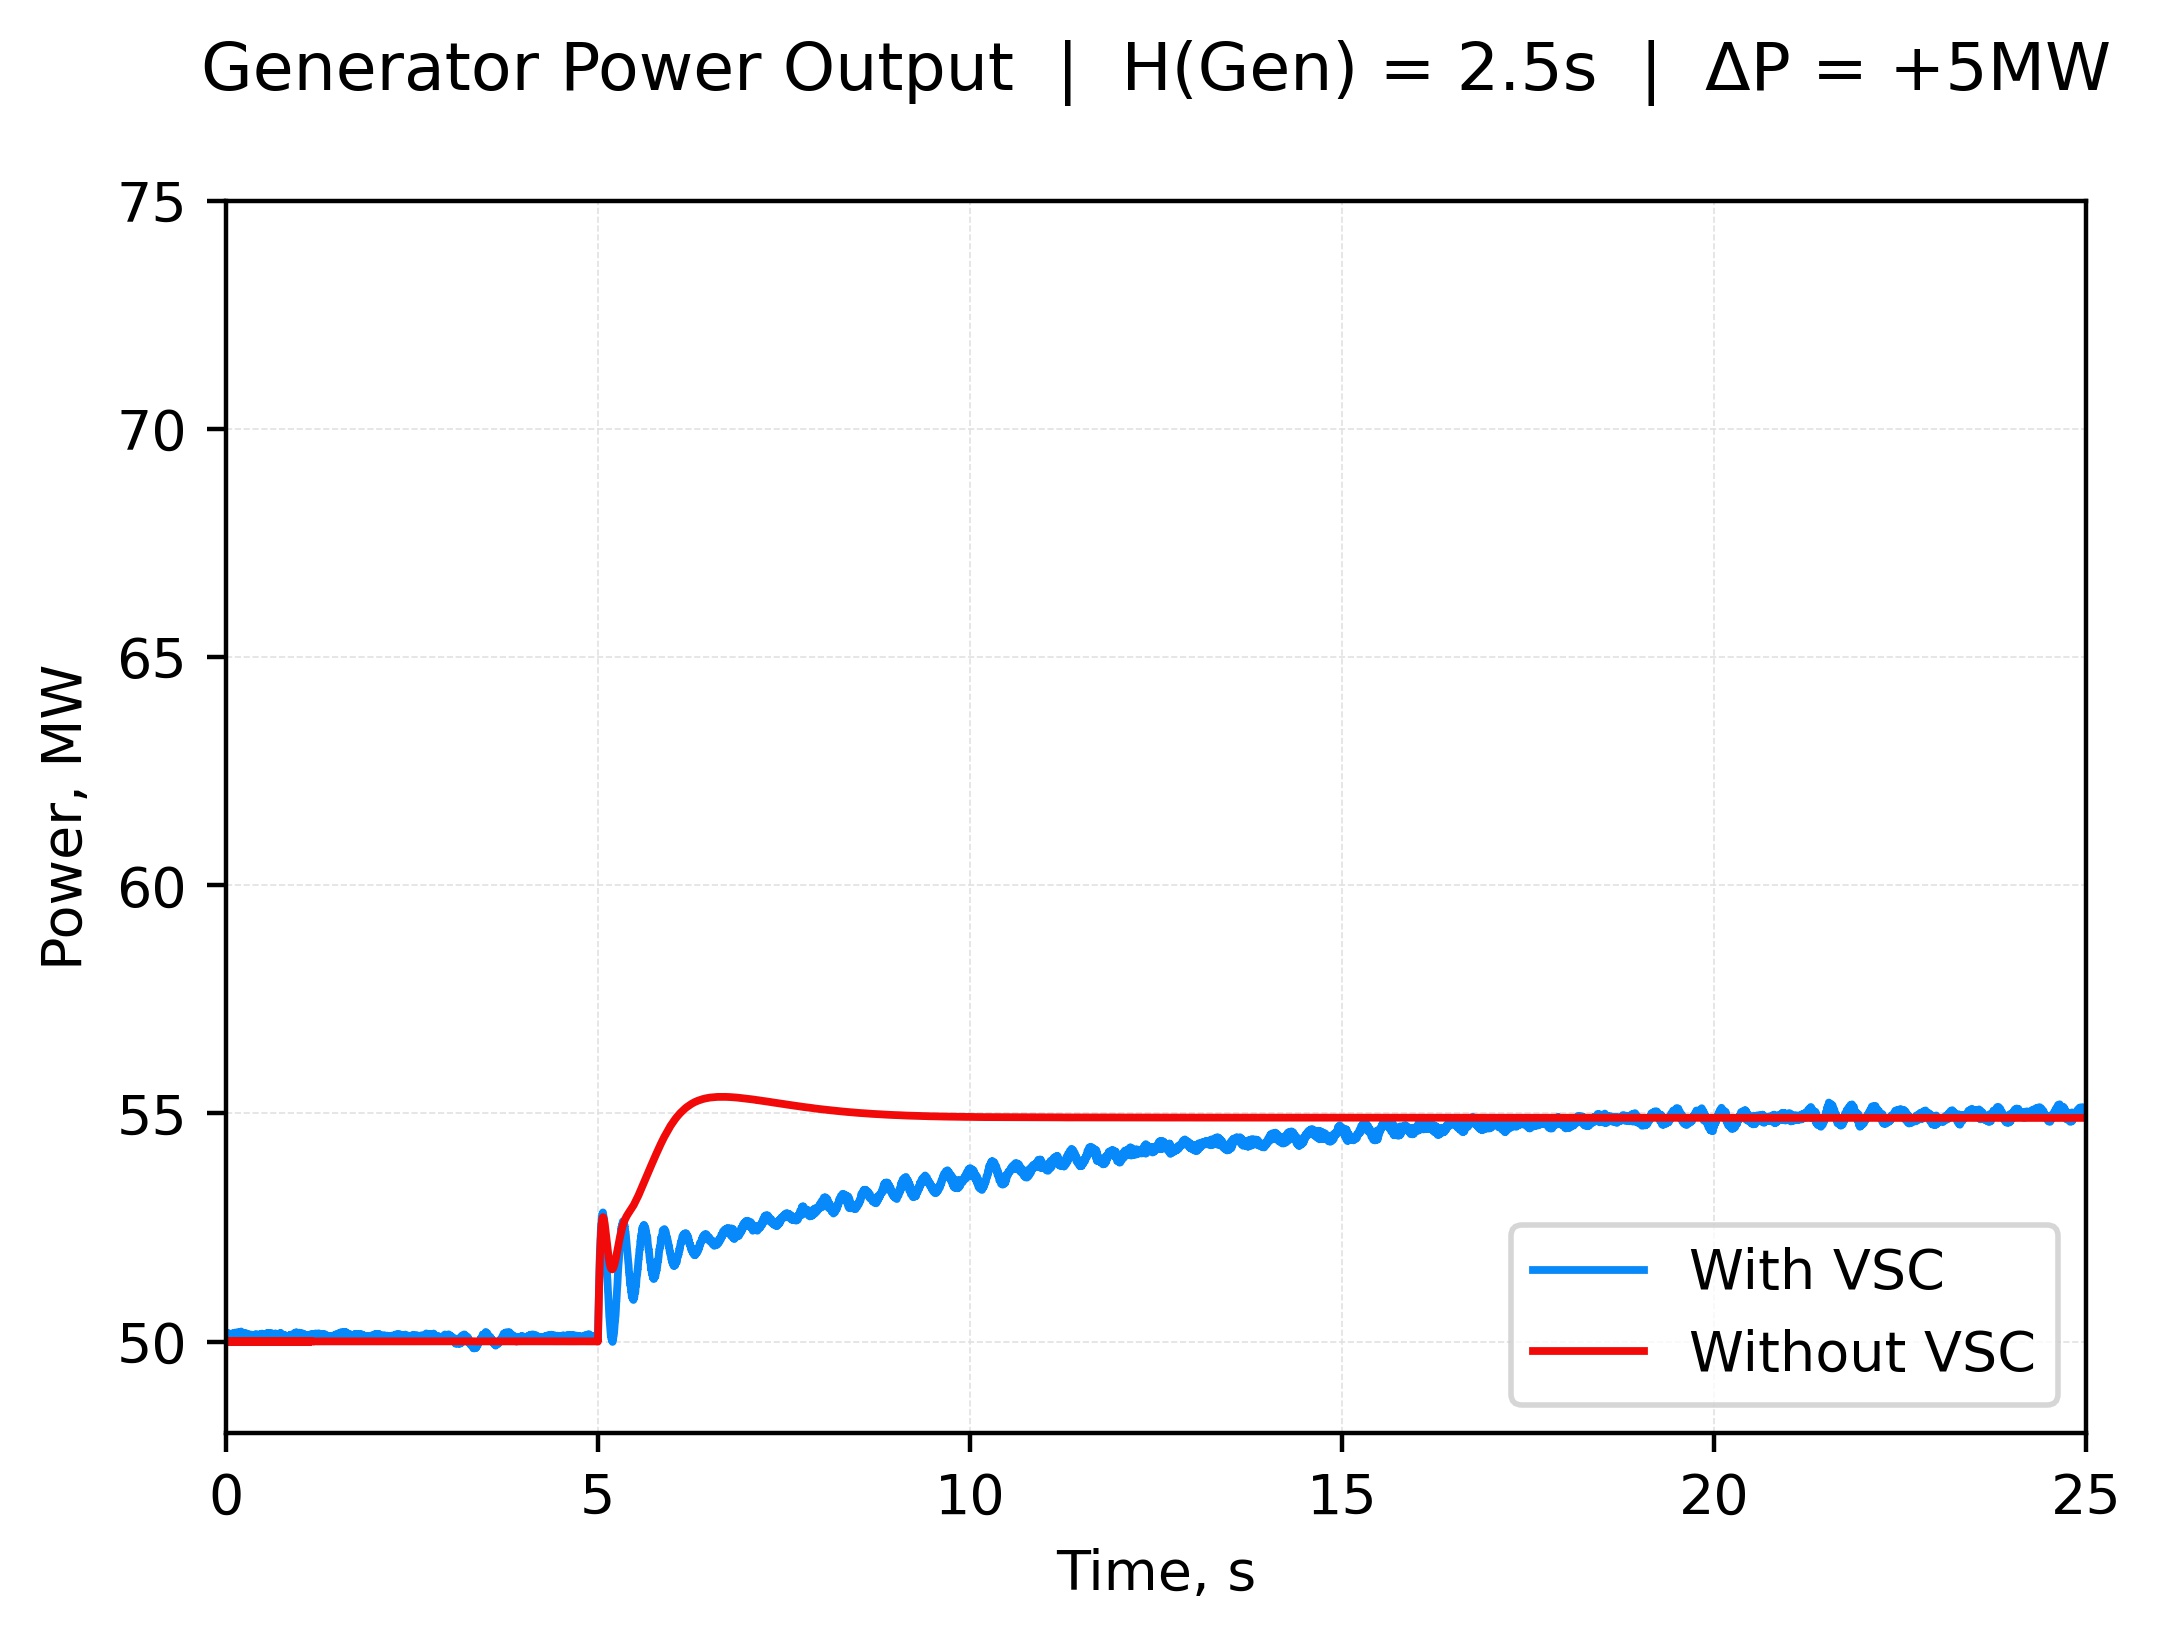 Generator Power Output | H(Gen) = 2.5s | ΔP = +5MW
75
70
65
60
55
50
Power, MW
With VSC
Without VSC
0 5 10 15 20 25
Time, s